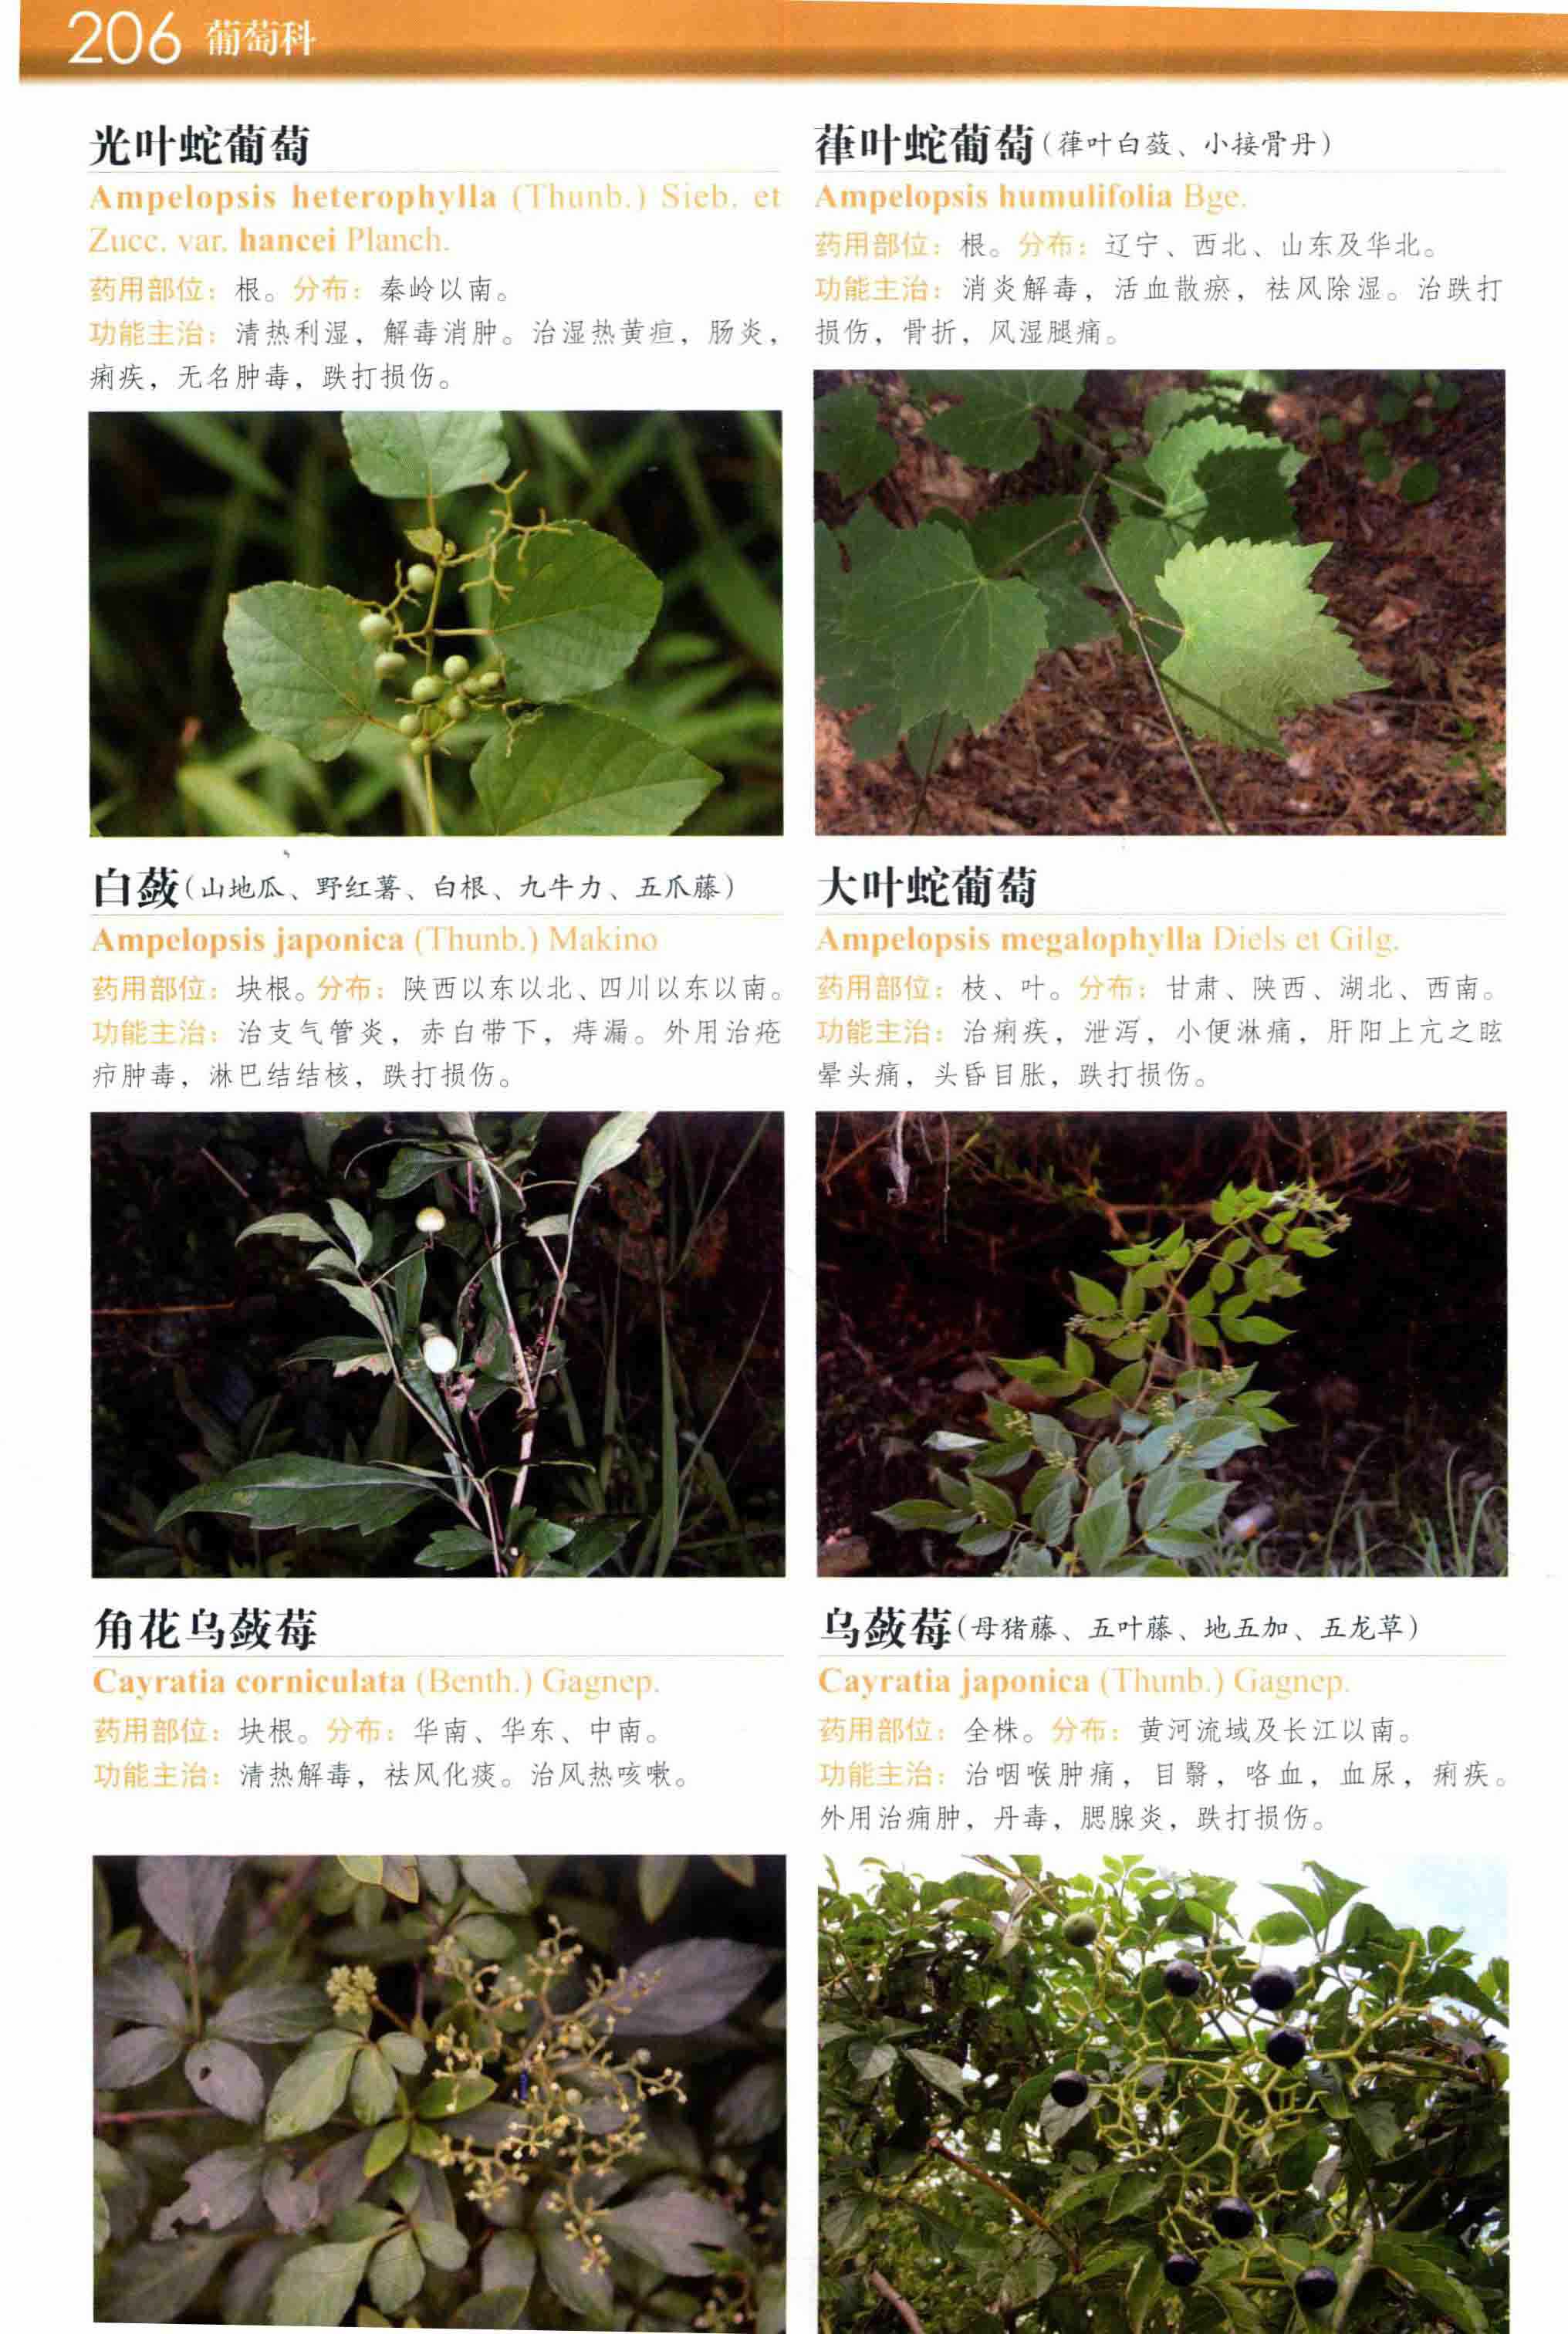 206 葡萄科
光叶蛇葡萄
Ampelopsis heterophylla (Thunb.) Sieb. et
Zucc. var. hancei Planch.
药用部位：根。分布：秦岭以南。
功能主治：清热利湿，解毒消肿。治湿热黄疸，肠炎，
痢疾，无名肿毒，跌打损伤。
葎叶蛇葡萄（葎叶白蔹、小接骨丹）
Ampelopsis humulifolia Bge.
药用部位：根。分布：辽宁、西北、山东及华北。
功能主治：消炎解毒，活血散瘀，祛风除湿。治跌打
损伤，骨折，风湿腿痛。
白蔹（山地瓜、野红薯、白根、九牛力、五爪藤）
Ampelopsis japonica (Thunb.) Makino
药用部位：块根。分布：陕西以东以北、四川以东以南。
功能主治：治支气管炎，赤白带下，痔漏。外用治疮
疖肿毒，淋巴结结核，跌打损伤。
大叶蛇葡萄
Ampelopsis megalophylla Diels et Gilg.
药用部位：枝、叶。分布：甘肃、陕西、湖北、西南。
功能主治：治痢疾，泄泻，小便淋痛，肝阳上亢之眩
晕头痛，头昏目胀，跌打损伤。
角花乌蔹莓
Cayratia corniculata (Benth.) Gagnep.
药用部位：块根。分布：华南、华东、中南。
功能主治：清热解毒，祛风化痰。治风热咳嗽。
乌蔹莓（母猪藤、五叶藤、地五加、五龙草）
Cayratia japonica (Thunb.) Gagnep.
药用部位：全株。分布：黄河流域及长江以南。
功能主治：治咽喉肿痛，目翳，咯血，血尿，痢疾。
外用治痈肿，丹毒，腮腺炎，跌打损伤。